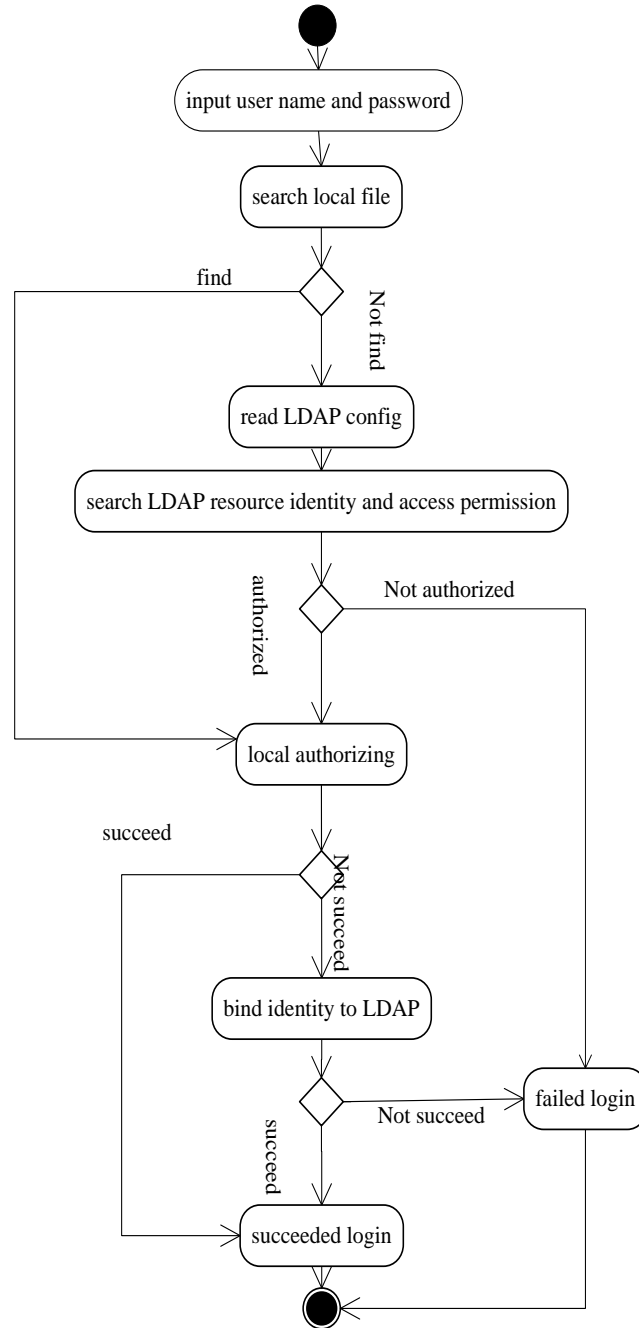 input user name and password
search local file
find
Not find
read LDAP config
search LDAP resource identity and access permission
authorized
Not authorized
local authorizing
succeed
Not succeed
bind identity to LDAP
Not succeed
failed login
succeed
succeeded login